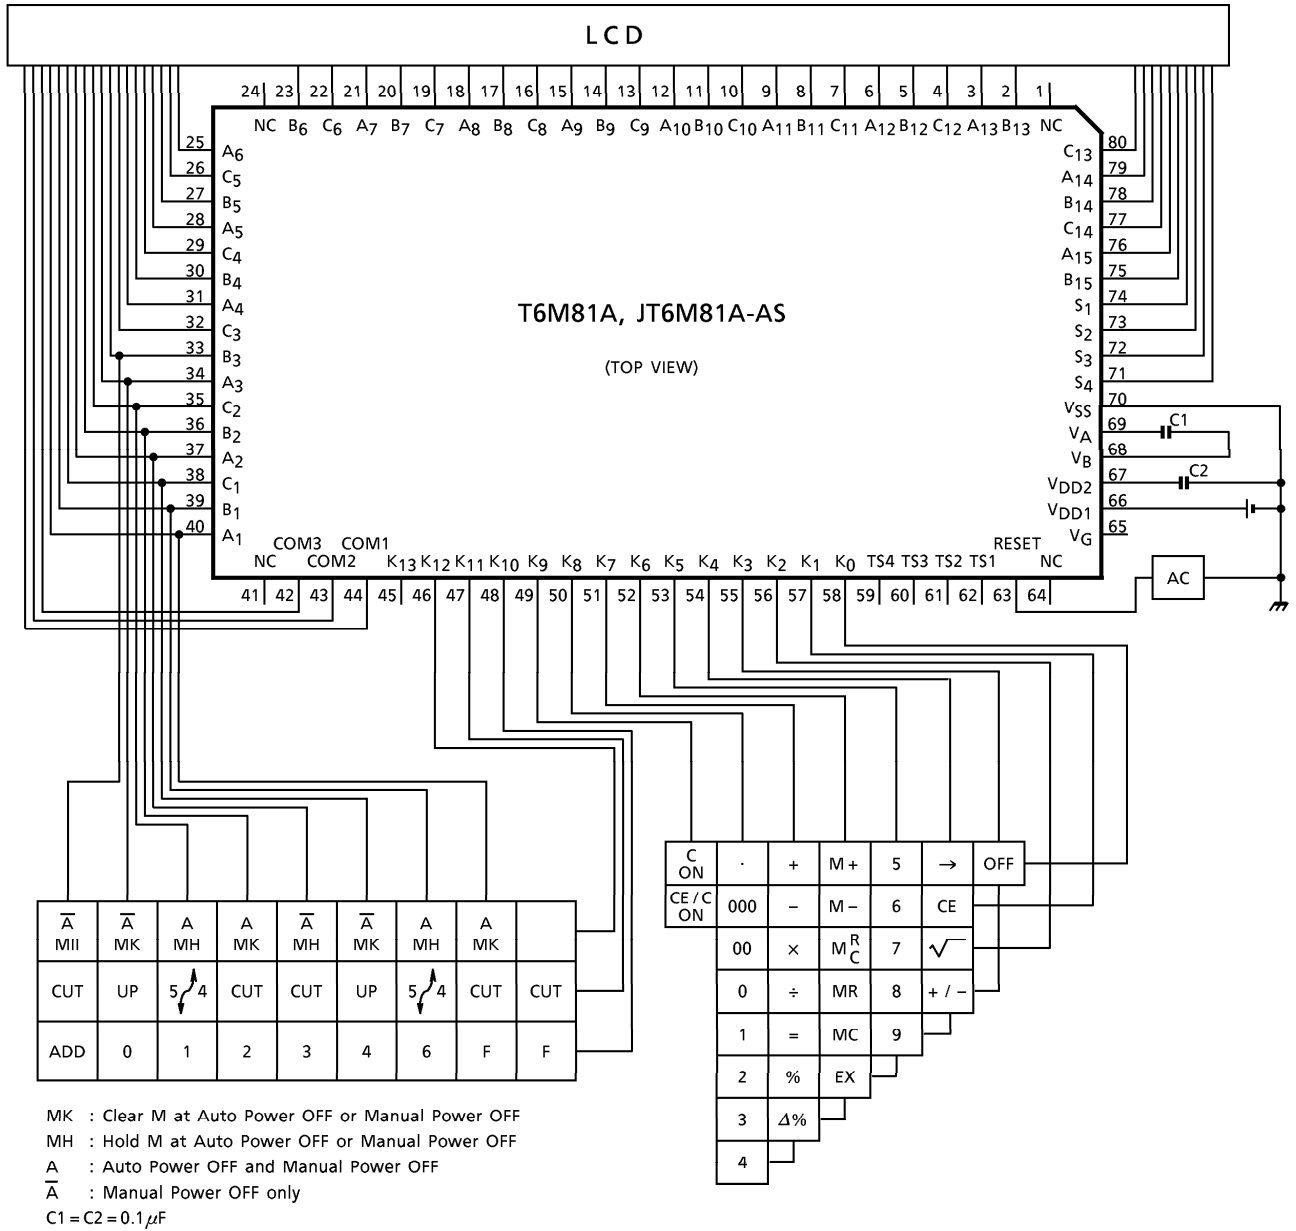 LCD
24 23 22 21 20 19 18 17 16 15 14 13 12 11 10 9 8 7 6 5 4 3 2 1
NC B6 C6 A7 B7 C7 A8 B8 C8 A9 B9 C9 A10 B10 C10 A11 B11 C11 A12 B12 C12 A13 B13 NC
25 A6 C13 80
26 C5 A14 79
27 B5 B14 78
28 A5 C14 77
29 C4 A15 76
30 B4 B15 75
31 A4 S1 74
32 C3 S2 73
33 B3 S3 72
34 A3 S4 71
35 C2 VSS 70
36 B2 VA 69 C1
37 A2 VB 68
38 C1 VDD2 67 C2
39 B1 VDD1 66
40 A1 VG 65
T6M81A, JT6M81A-AS
(TOP VIEW)
COM3 COM1 RESET
NC COM2 K13 K12 K11 K10 K9 K8 K7 K6 K5 K4 K3 K2 K1 K0 TS4 TS3 TS2 TS1 NC
41 42 43 44 45 46 47 48 49 50 51 52 53 54 55 56 57 58 59 60 61 62 63 64
AC
A̅ A̅ A A A̅ A̅ A A
MII MK MH MK MH MK MH MK
CUT UP 5 4 CUT CUT UP 5 4 CUT CUT
ADD 0 1 2 3 4 6 F F
C ON · + M+ 5 → OFF
CE/C ON 000 − M− 6 CE
00 × M R C 7 √
0 ÷ MR 8 +/−
1 = MC 9
2 % EX
3 Δ%
4
MK : Clear M at Auto Power OFF or Manual Power OFF
MH : Hold M at Auto Power OFF or Manual Power OFF
A : Auto Power OFF and Manual Power OFF
A̅ : Manual Power OFF only
C1 = C2 = 0.1 μF